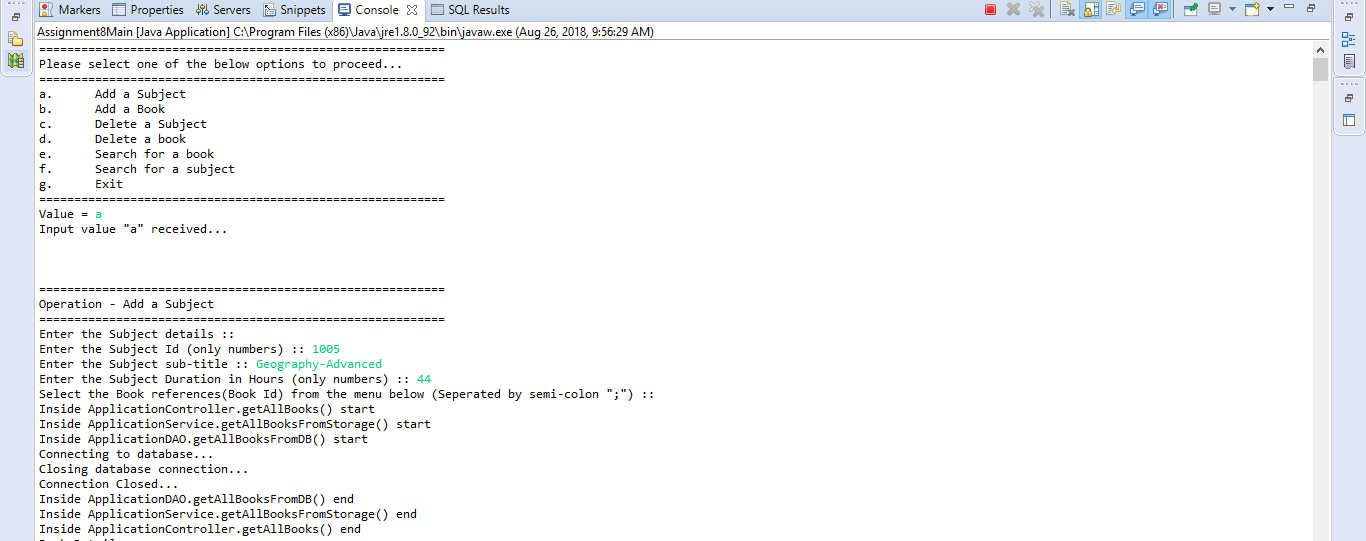 Markers Properties Servers Snippets Console SQL Results
Assignment8Main [Java Application] C:\Program Files (x86)\Java\jre1.8.0_92\bin\javaw.exe (Aug 26, 2018, 9:56:29 AM)
==========================================================
Please select one of the below options to proceed...
==========================================================
a. Add a Subject
b. Add a Book
c. Delete a Subject
d. Delete a book
e. Search for a book
f. Search for a subject
g. Exit
==========================================================
Value = a
Input value "a" received...
==========================================================
Operation - Add a Subject
==========================================================
Enter the Subject details ::
Enter the Subject Id (only numbers) :: 1005
Enter the Subject sub-title :: Geography-Advanced
Enter the Subject Duration in Hours (only numbers) :: 44
Select the Book references(Book Id) from the menu below (Seperated by semi-colon ";") ::
Inside ApplicationController.getAllBooks() start
Inside ApplicationService.getAllBooksFromStorage() start
Inside ApplicationDAO.getAllBooksFromDB() start
Connecting to database...
Closing database connection...
Connection Closed...
Inside ApplicationDAO.getAllBooksFromDB() end
Inside ApplicationService.getAllBooksFromStorage() end
Inside ApplicationController.getAllBooks() end